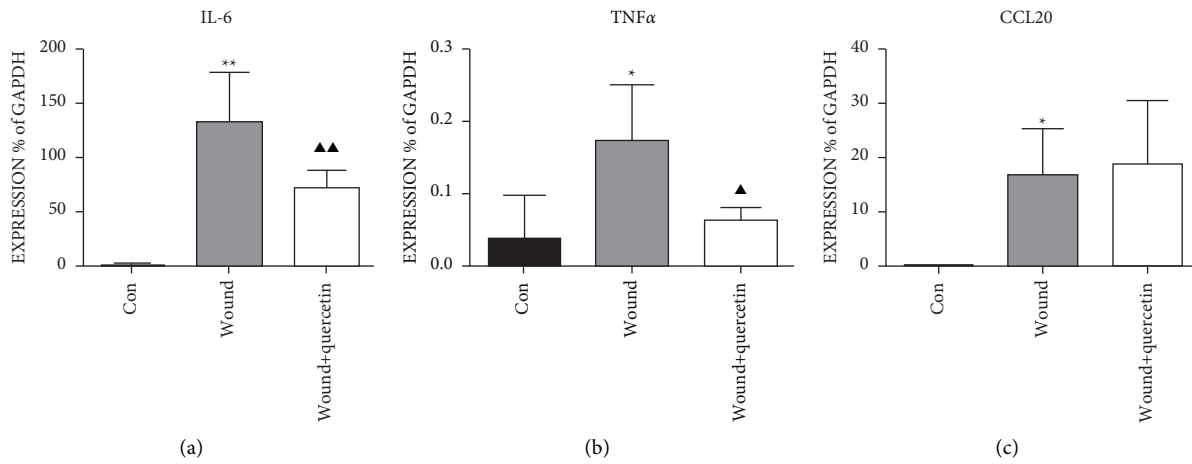 IL-6
EXPRESSION % of GAPDH
200
150
100
50
0
**
▲▲
Con
Wound
Wound+quercetin
(a)
TNFα
EXPRESSION % of GAPDH
0.3
0.2
0.1
0.0
*
▲
Con
Wound
Wound+quercetin
(b)
CCL20
EXPRESSION % of GAPDH
40
30
20
10
0
*
Con
Wound
Wound+quercetin
(c)